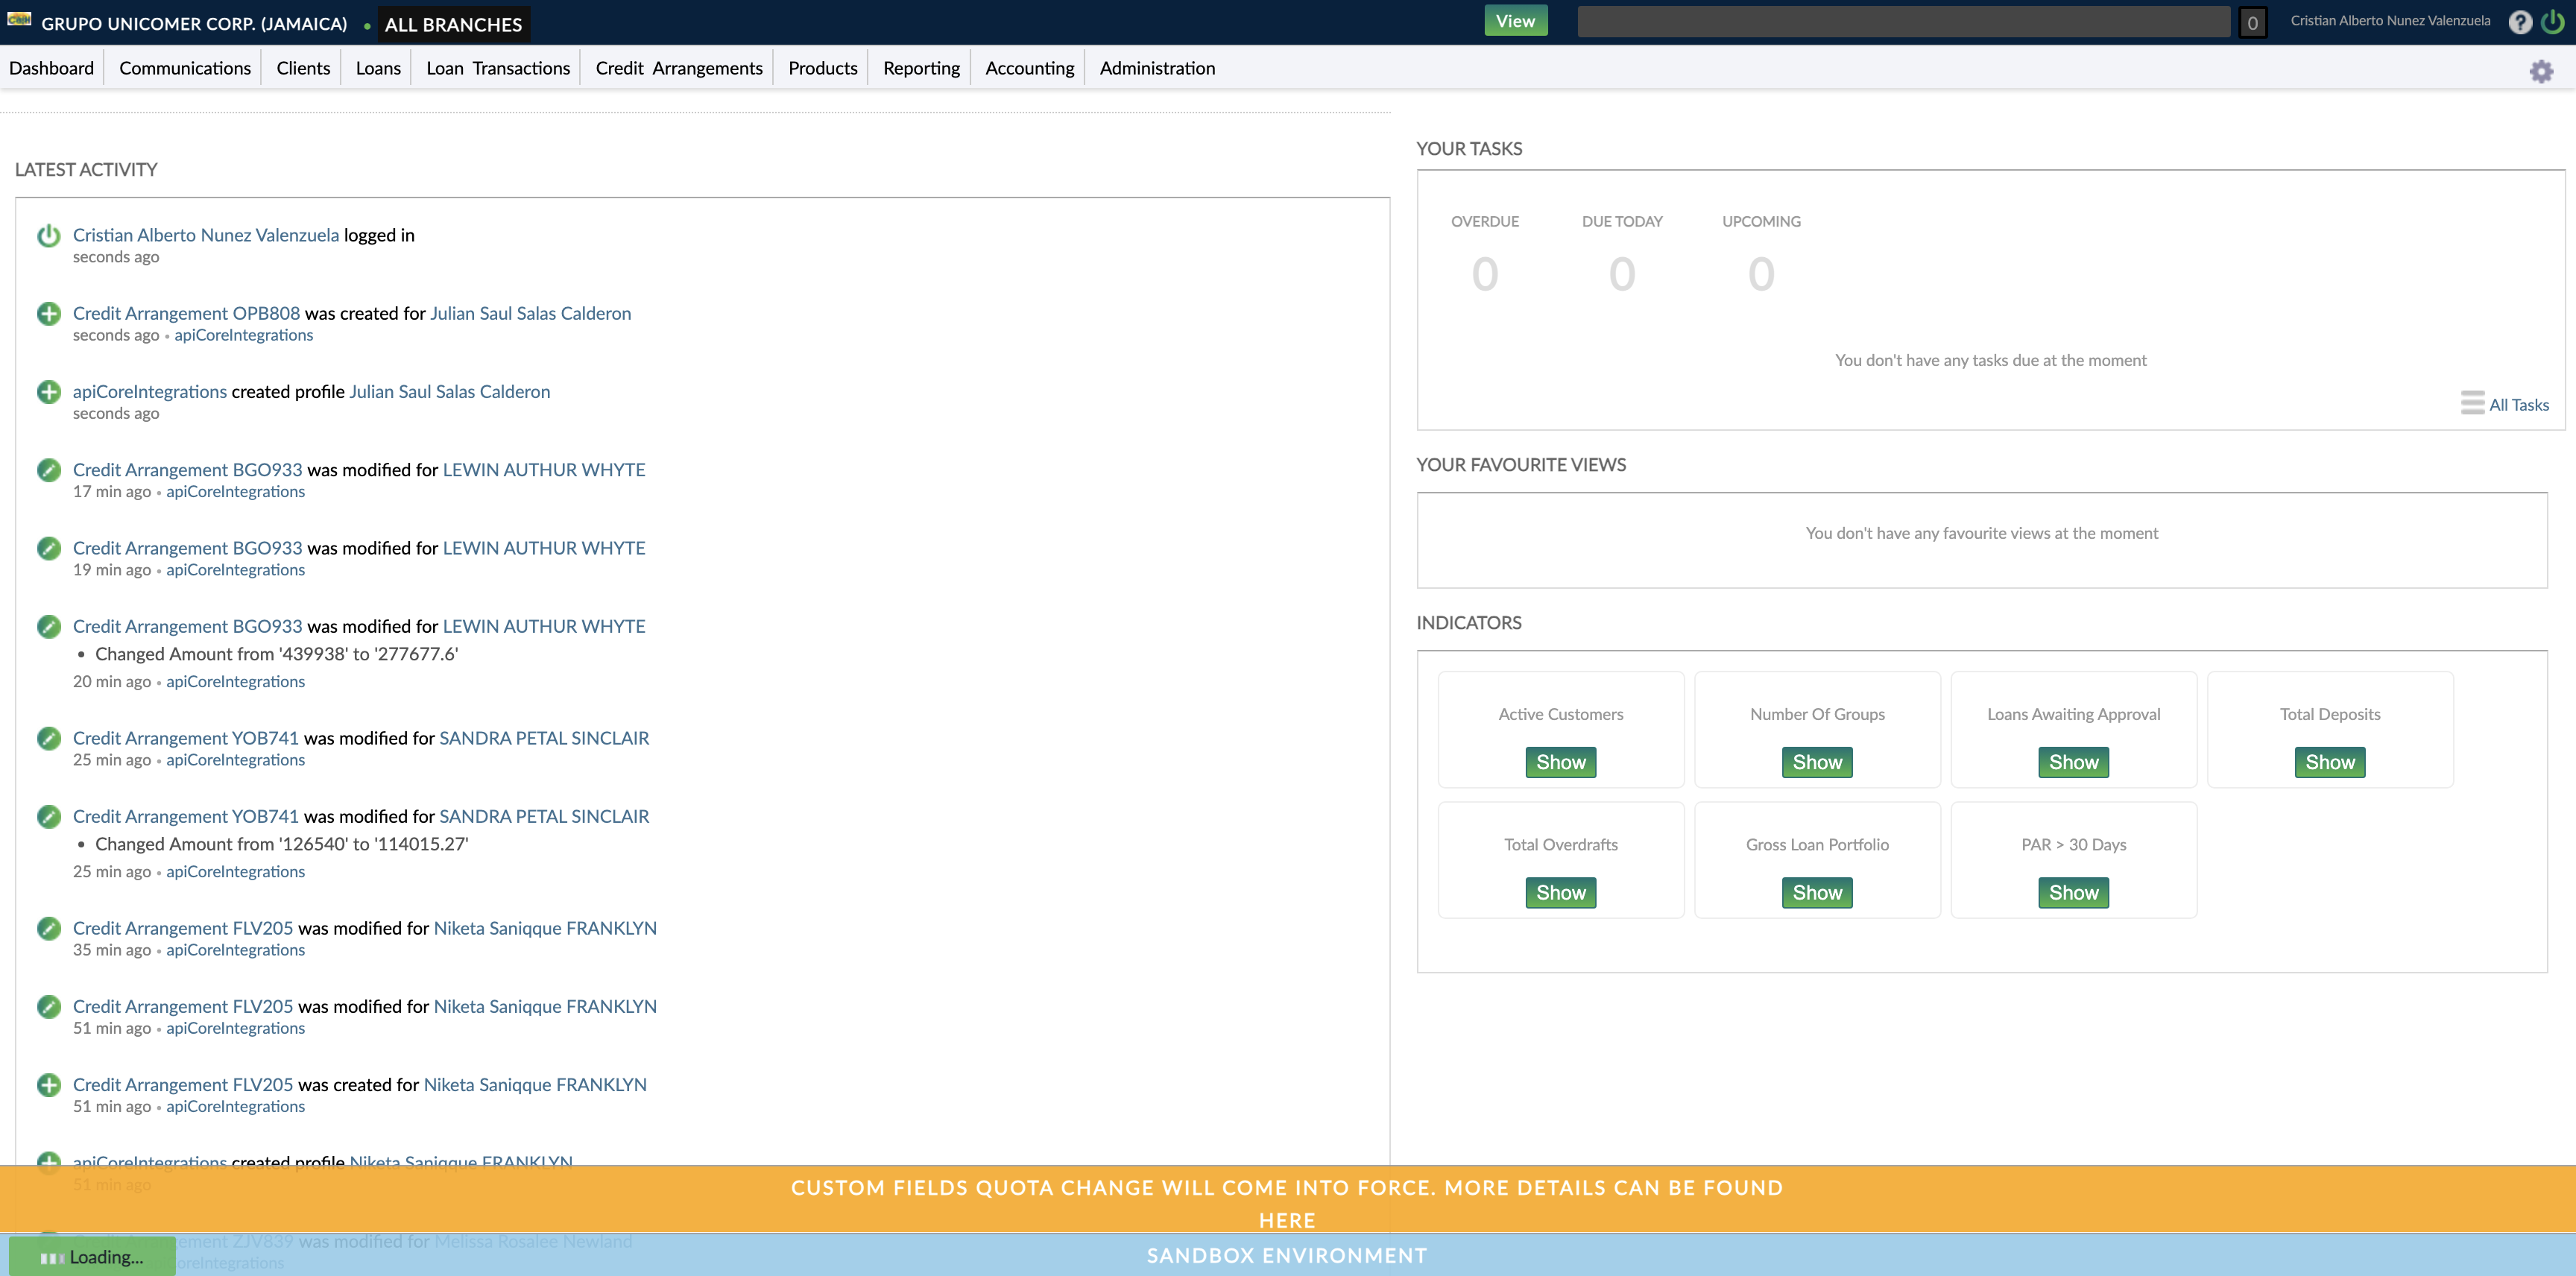 GRUPO UNICOMER CORP. (JAMAICA) • ALL BRANCHES
View
0
Cristian Alberto Nunez Valenzuela
?
Dashboard
Communications
Clients
Loans
Loan Transactions
Credit Arrangements
Products
Reporting
Accounting
Administration
LATEST ACTIVITY
Cristian Alberto Nunez Valenzuela logged in
seconds ago
Credit Arrangement OPB808 was created for Julian Saul Salas Calderon
seconds ago • apiCoreIntegrations
apiCoreIntegrations created profile Julian Saul Salas Calderon
seconds ago
Credit Arrangement BGO933 was modified for LEWIN AUTHUR WHYTE
17 min ago • apiCoreIntegrations
Credit Arrangement BGO933 was modified for LEWIN AUTHUR WHYTE
19 min ago • apiCoreIntegrations
Credit Arrangement BGO933 was modified for LEWIN AUTHUR WHYTE
• Changed Amount from '439938' to '277677.6'
20 min ago • apiCoreIntegrations
Credit Arrangement YOB741 was modified for SANDRA PETAL SINCLAIR
25 min ago • apiCoreIntegrations
Credit Arrangement YOB741 was modified for SANDRA PETAL SINCLAIR
• Changed Amount from '126540' to '114015.27'
25 min ago • apiCoreIntegrations
Credit Arrangement FLV205 was modified for Niketa Saniqque FRANKLYN
35 min ago • apiCoreIntegrations
Credit Arrangement FLV205 was modified for Niketa Saniqque FRANKLYN
51 min ago • apiCoreIntegrations
Credit Arrangement FLV205 was created for Niketa Saniqque FRANKLYN
51 min ago • apiCoreIntegrations
apiCoreIntegrations created profile Niketa Saniqque FRANKLYN
51 min ago
ement ZJV839 was modified for Melissa Rosalee Newland
oreIntegrations
YOUR TASKS
OVERDUE
DUE TODAY
UPCOMING
0
0
0
You don't have any tasks due at the moment
All Tasks
YOUR FAVOURITE VIEWS
You don't have any favourite views at the moment
INDICATORS
Active Customers
Show
Number Of Groups
Show
Loans Awaiting Approval
Show
Total Deposits
Show
Total Overdrafts
Show
Gross Loan Portfolio
Show
PAR > 30 Days
Show
CUSTOM FIELDS QUOTA CHANGE WILL COME INTO FORCE. MORE DETAILS CAN BE FOUND
HERE
Loading...
SANDBOX ENVIRONMENT